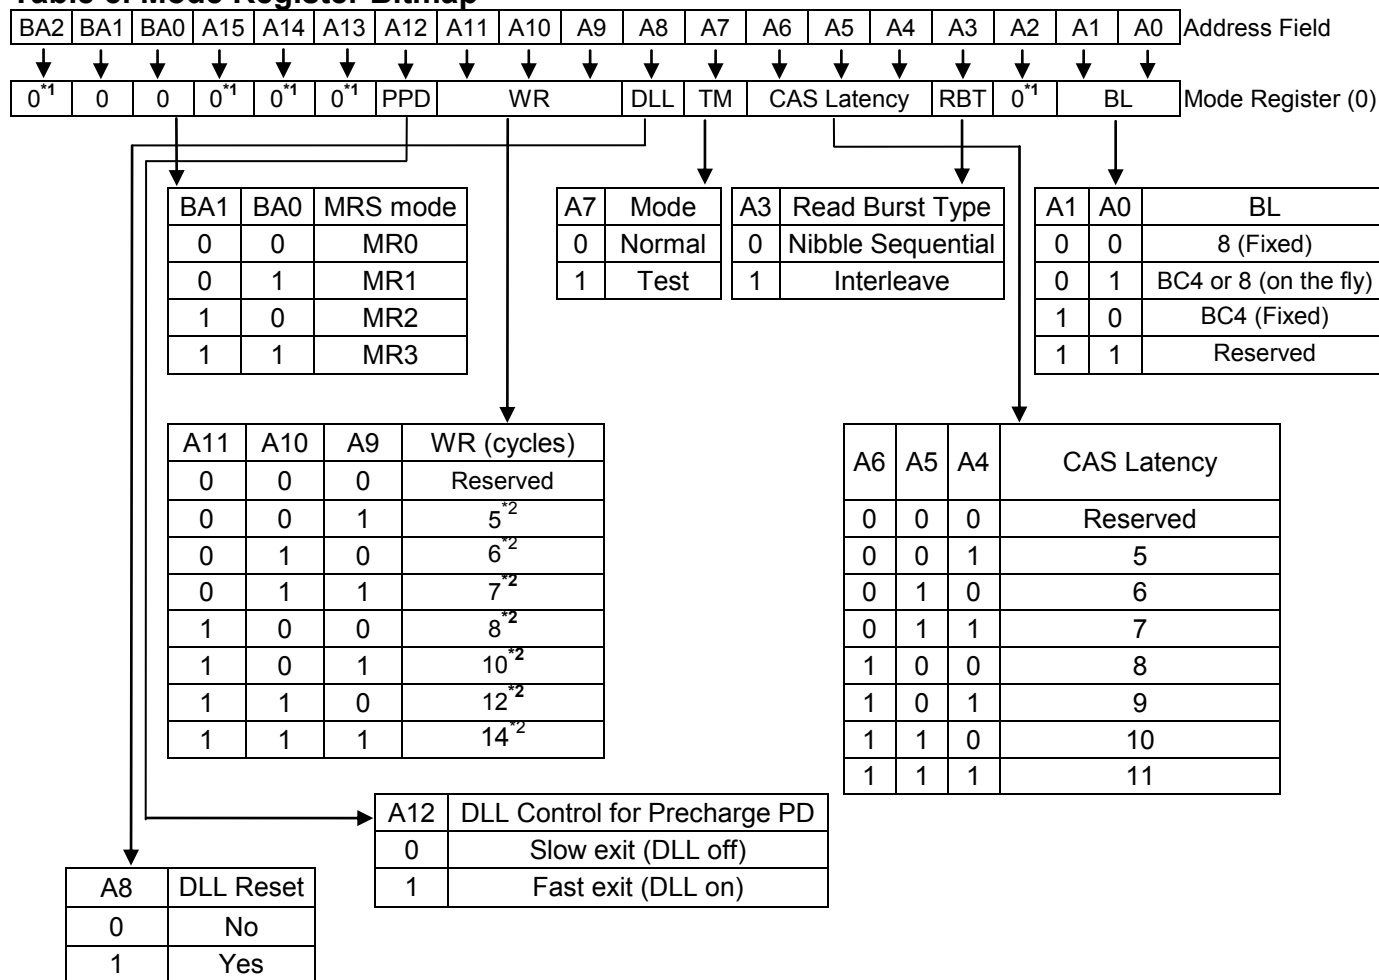 Table 3. Mode Register Bitmap
BA2 BA1 BA0 A15 A14 A13 A12 A11 A10 A9 A8 A7 A6 A5 A4 A3 A2 A1 A0 Address Field
0*1 0 0 0*1 0*1 0*1 PPD WR DLL TM CAS Latency RBT 0*1 BL Mode Register (0)
BA1 BA0 MRS mode
0 0 MR0
0 1 MR1
1 0 MR2
1 1 MR3
A7 Mode
0 Normal
1 Test
A3 Read Burst Type
0 Nibble Sequential
1 Interleave
A1 A0 BL
0 0 8 (Fixed)
0 1 BC4 or 8 (on the fly)
1 0 BC4 (Fixed)
1 1 Reserved
A11 A10 A9 WR (cycles)
0 0 0 Reserved
0 0 1 5*2
0 1 0 6*2
0 1 1 7*2
1 0 0 8*2
1 0 1 10*2
1 1 0 12*2
1 1 1 14*2
A6 A5 A4 CAS Latency
0 0 0 Reserved
0 0 1 5
0 1 0 6
0 1 1 7
1 0 0 8
1 0 1 9
1 1 0 10
1 1 1 11
A12 DLL Control for Precharge PD
0 Slow exit (DLL off)
1 Fast exit (DLL on)
A8 DLL Reset
0 No
1 Yes